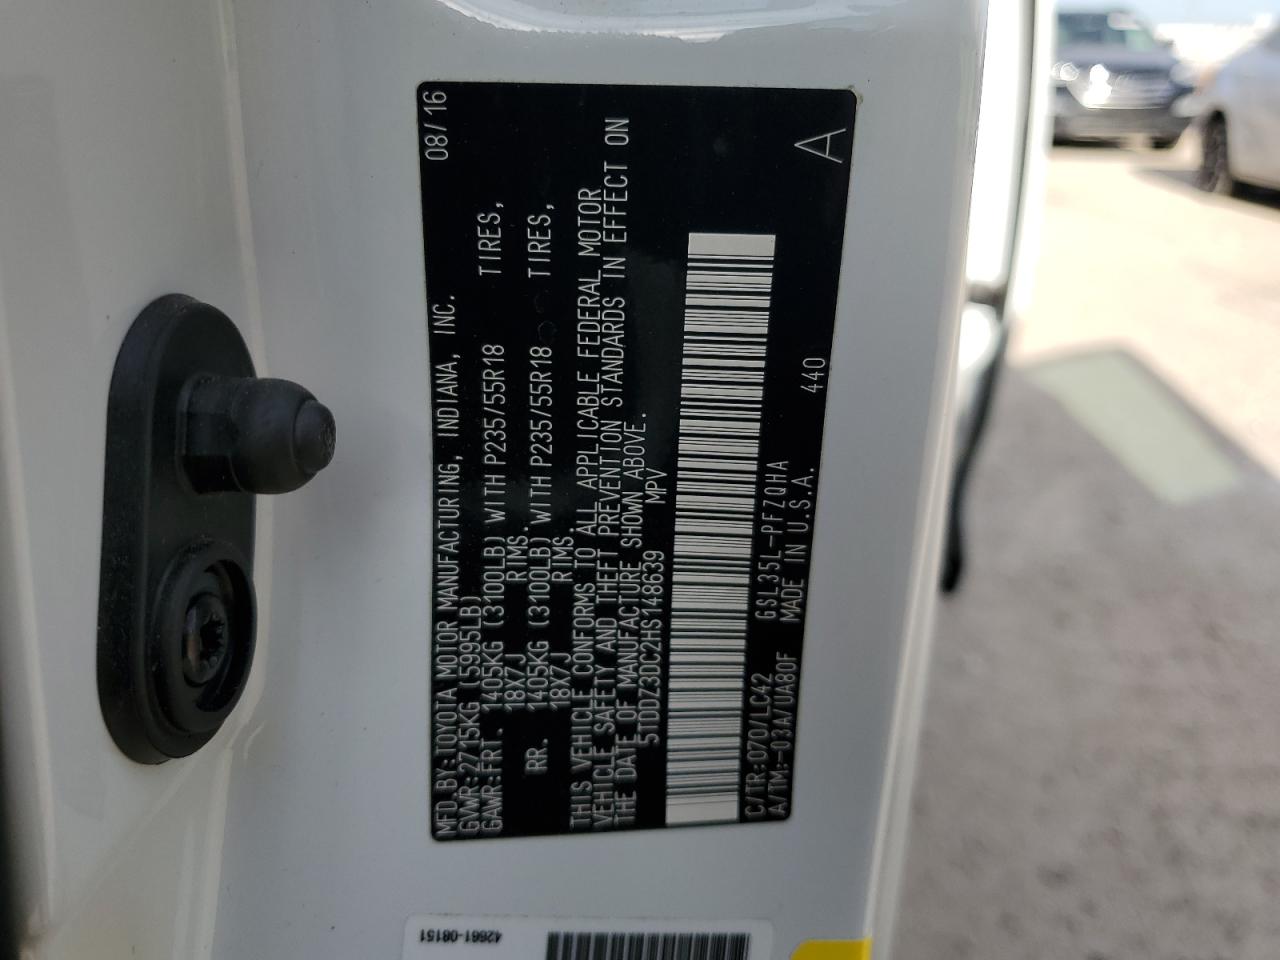 MFD. BY: TOYOTA MOTOR MANUFACTURING, INDIANA, INC. 08/16
GVWR: 2715KG (5995LB)
GAWR: FRT. 1405KG (3100LB) WITH P235/55R18 TIRES,
18X7J RIMS.
RR. 1405KG (3100LB) WITH P235/55R18 TIRES,
18X7J RIMS.
THIS VEHICLE CONFORMS TO ALL APPLICABLE FEDERAL MOTOR
VEHICLE SAFETY AND THEFT PREVENTION STANDARDS IN EFFECT ON
THE DATE OF MANUFACTURE SHOWN ABOVE.
5TDDZ3DC2HS148639 MPV
C/TR: 070/LC42 GSL35L-PFZQHA 440 A
A/TM: -03A/UA80F MADE IN U.S.A.
42661-08151